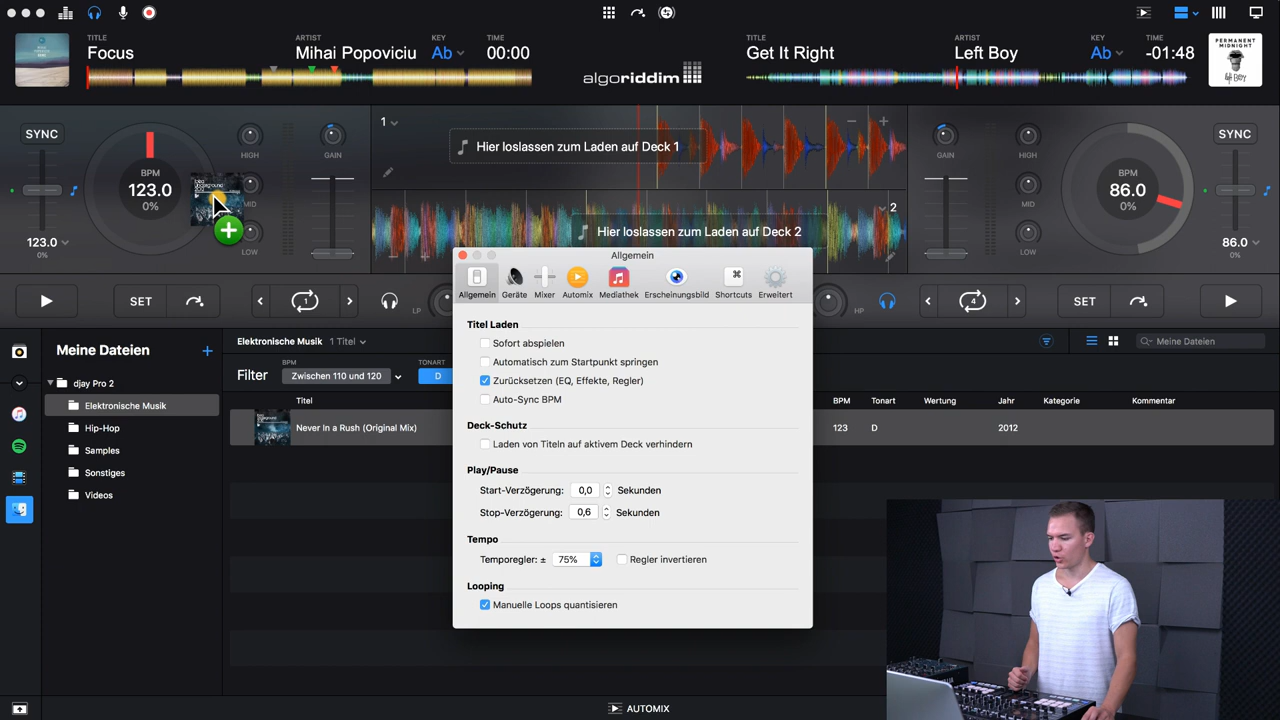 TITLE
Focus
ARTIST
Mihai Popoviciu
KEY
Ab
TIME
00:00
algoriddim
TITLE
Get It Right
ARTIST
Left Boy
KEY
Ab
TIME
-01:48
PERMANENT
MIDNIGHT
Left Boy
SYNC
BPM
123.0
0%
123.0
HIGH
MID
LOW
GAIN
1
Hier loslassen zum Laden auf Deck 1
Hier loslassen zum Laden auf Deck 2
2
GAIN
HIGH
MID
LOW
BPM
86.0
0%
SYNC
86.0
SET
1
LP
HP
4
SET
Allgemein
Allgemein
Geräte
Mixer
Automix
Mediathek
Erscheinungsbild
Shortcuts
Erweitert
Titel Laden
Sofort abspielen
Automatisch zum Startpunkt springen
Zurücksetzen (EQ, Effekte, Regler)
Auto-Sync BPM
Deck-Schutz
Laden von Titeln auf aktivem Deck verhindern
Play/Pause
Start-Verzögerung: 0,0 Sekunden
Stop-Verzögerung: 0,6 Sekunden
Tempo
Temporegler: ± 75% Regler invertieren
Looping
Manuelle Loops quantisieren
Meine Dateien
djay Pro 2
Elektronische Musik
Hip-Hop
Samples
Sonstiges
Videos
Elektronische Musik 1 Titel
Meine Dateien
Filter
BPM
Zwischen 110 und 120
TONART
D
Titel
BPM
Tonart
Wertung
Jahr
Kategorie
Kommentar
Never In a Rush (Original Mix)
123
D
2012
AUTOMIX